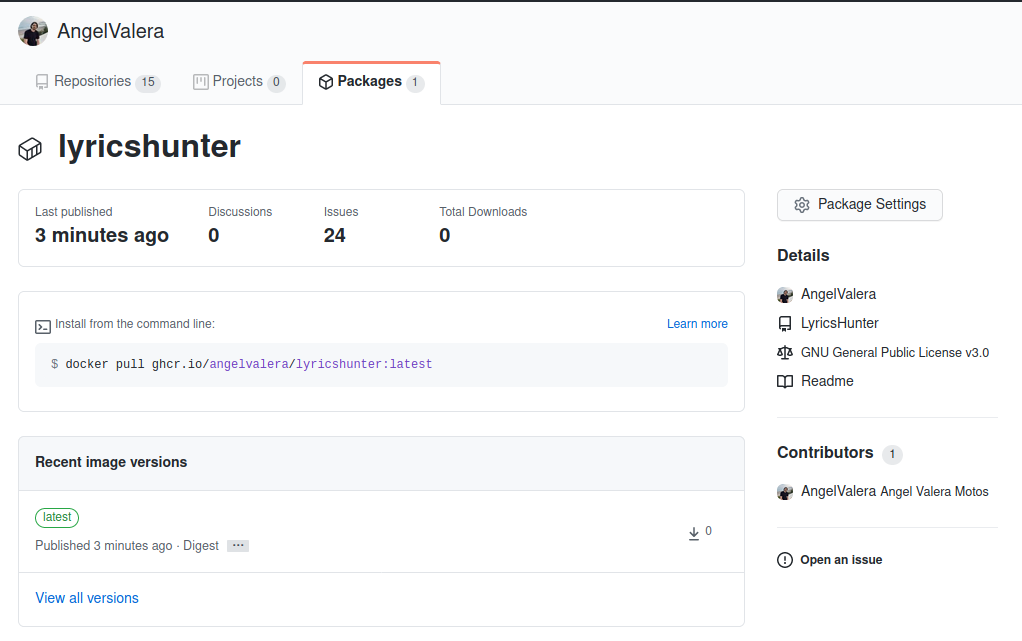 AngelValera
Repositories 15 Projects 0 Packages 1
lyricshunter
Last published Discussions Issues Total Downloads
3 minutes ago 0 24 0
Install from the command line: Learn more
$ docker pull ghcr.io/angelvalera/lyricshunter:latest
Recent image versions
latest
Published 3 minutes ago · Digest ...
0
View all versions
Package Settings
Details
AngelValera
LyricsHunter
GNU General Public License v3.0
Readme
Contributors 1
AngelValera Angel Valera Motos
Open an issue